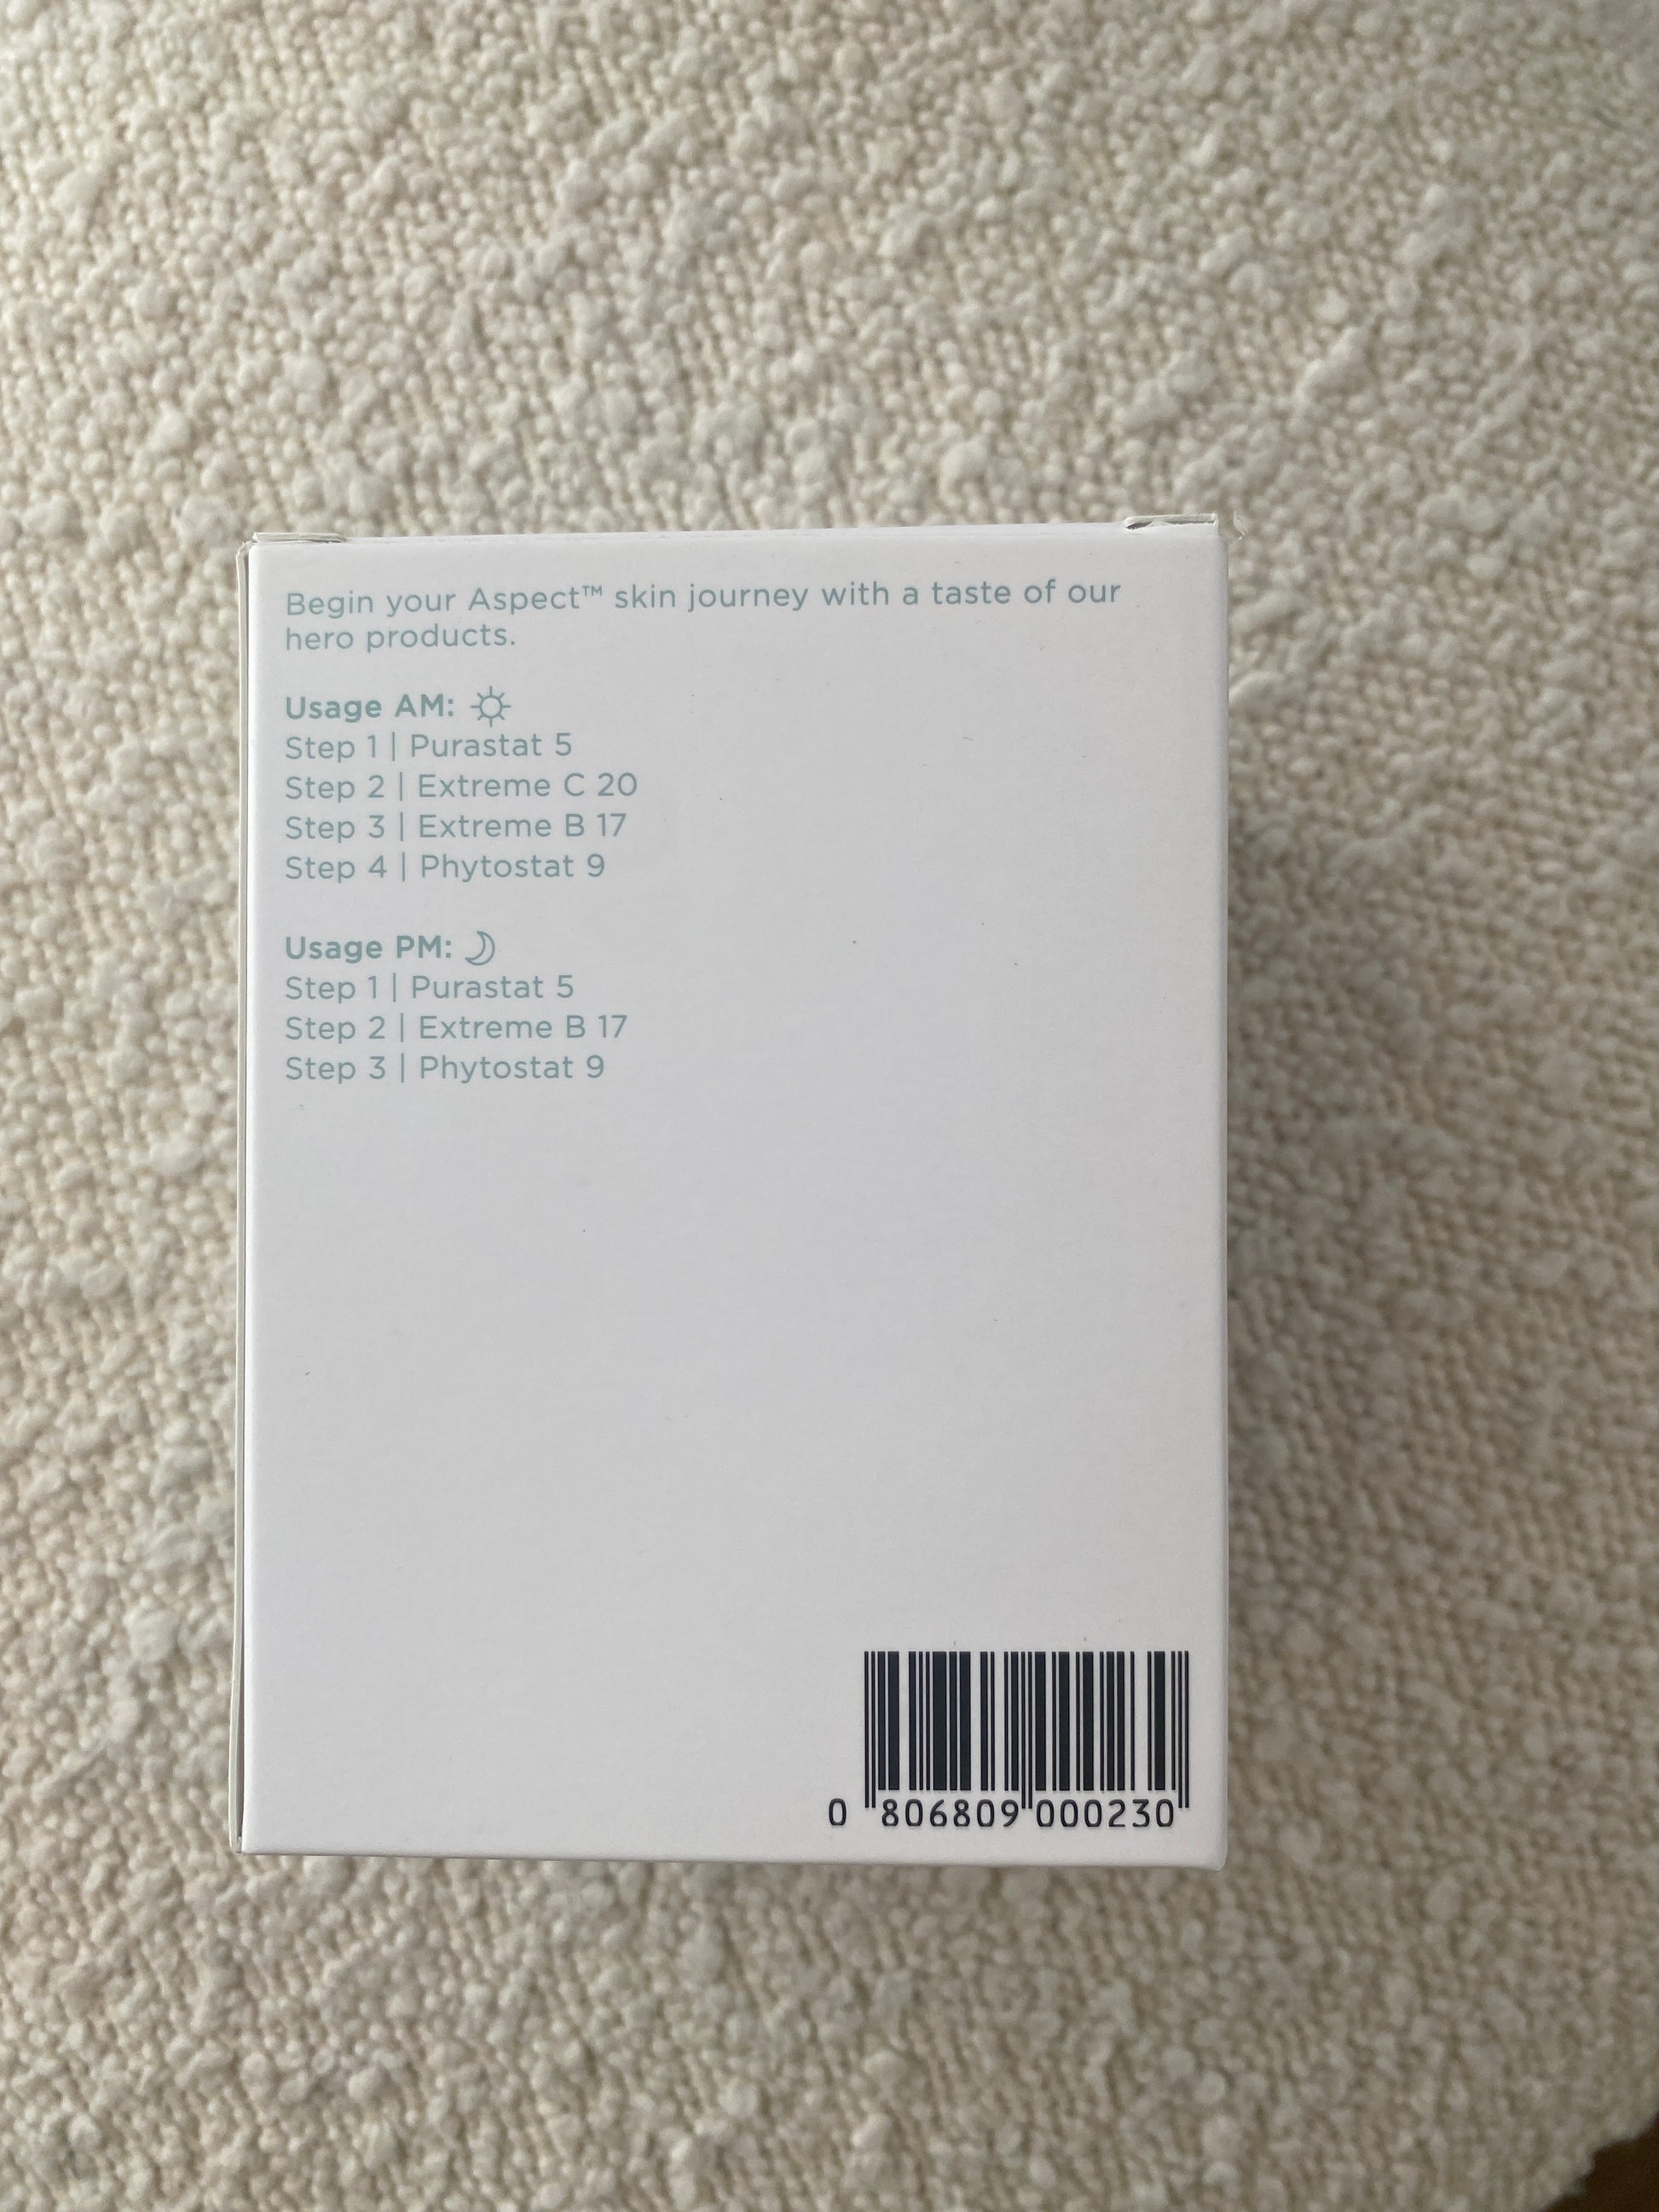 Begin your Aspect™ skin journey with a taste of our
hero products.
Usage AM:
Step 1 | Purastat 5
Step 2 | Extreme C 20
Step 3 | Extreme B 17
Step 4 | Phytostat 9
Usage PM:
Step 1 | Purastat 5
Step 2 | Extreme B 17
Step 3 | Phytostat 9
0 806809 000230